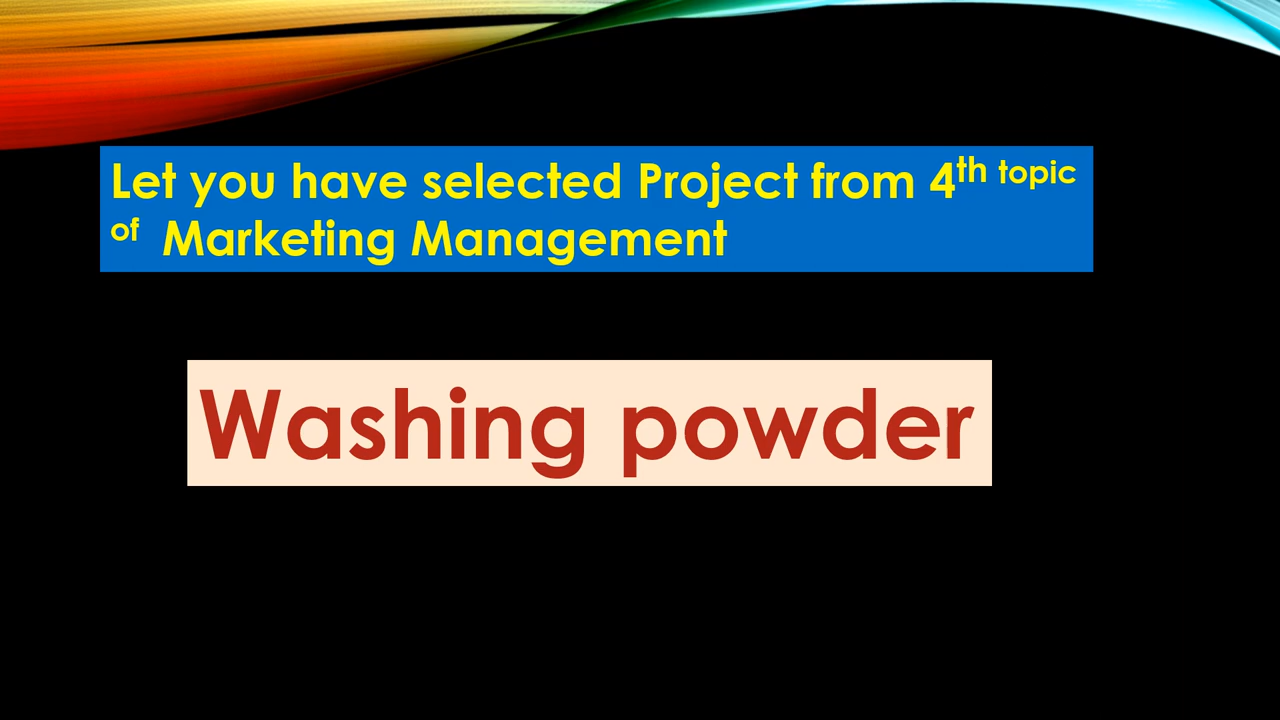 Let you have selected Project from 4th topic
of Marketing Management
Washing powder